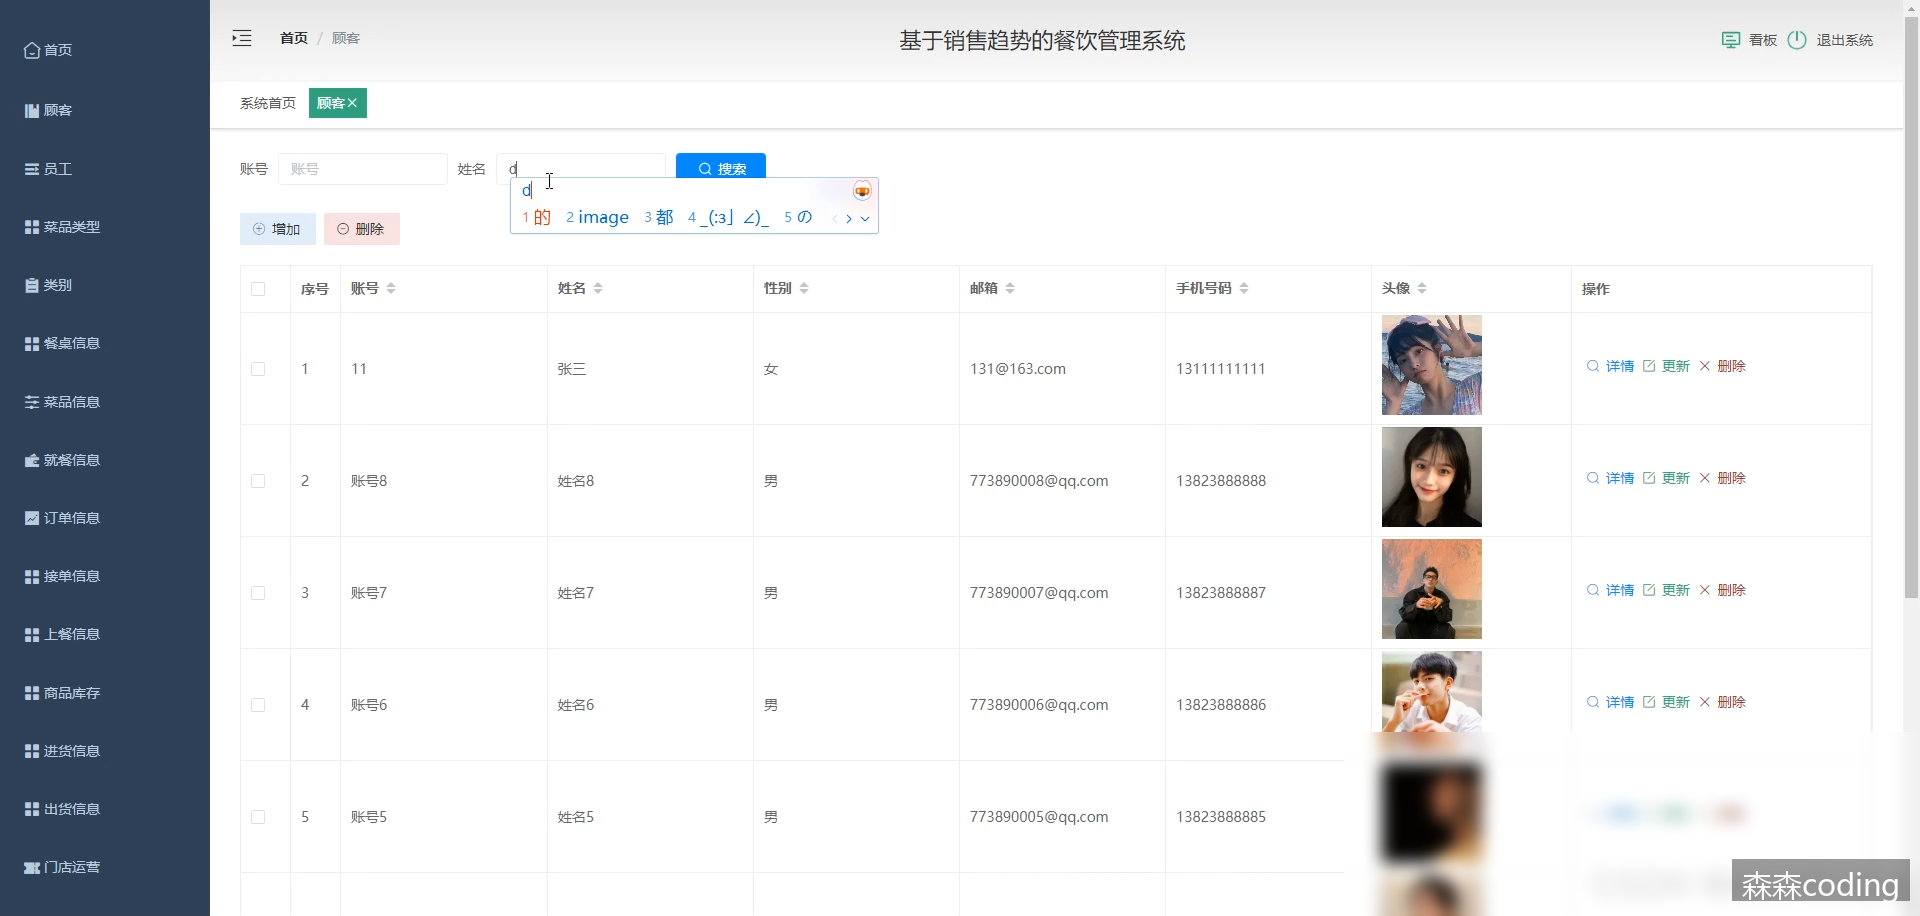 首页 / 顾客
基于销售趋势的餐饮管理系统
看板 退出系统
首页
顾客
员工
菜品类型
类别
餐桌信息
菜品信息
就餐信息
订单信息
接单信息
上餐信息
商品库存
进货信息
出货信息
门店运营
系统首页 顾客
账号 账号 姓名 d 搜索
d
1 的 2 image 3 都 4 _(:з」∠)_ 5 の
增加 删除
序号 账号 姓名 性别 邮箱 手机号码 头像 操作
1 11 张三 女 131@163.com 13111111111 详情 更新 删除
2 账号8 姓名8 男 773890008@qq.com 13823888888 详情 更新 删除
3 账号7 姓名7 男 773890007@qq.com 13823888887 详情 更新 删除
4 账号6 姓名6 男 773890006@qq.com 13823888886 详情 更新 删除
5 账号5 姓名5 男 773890005@qq.com 13823888885
森森coding